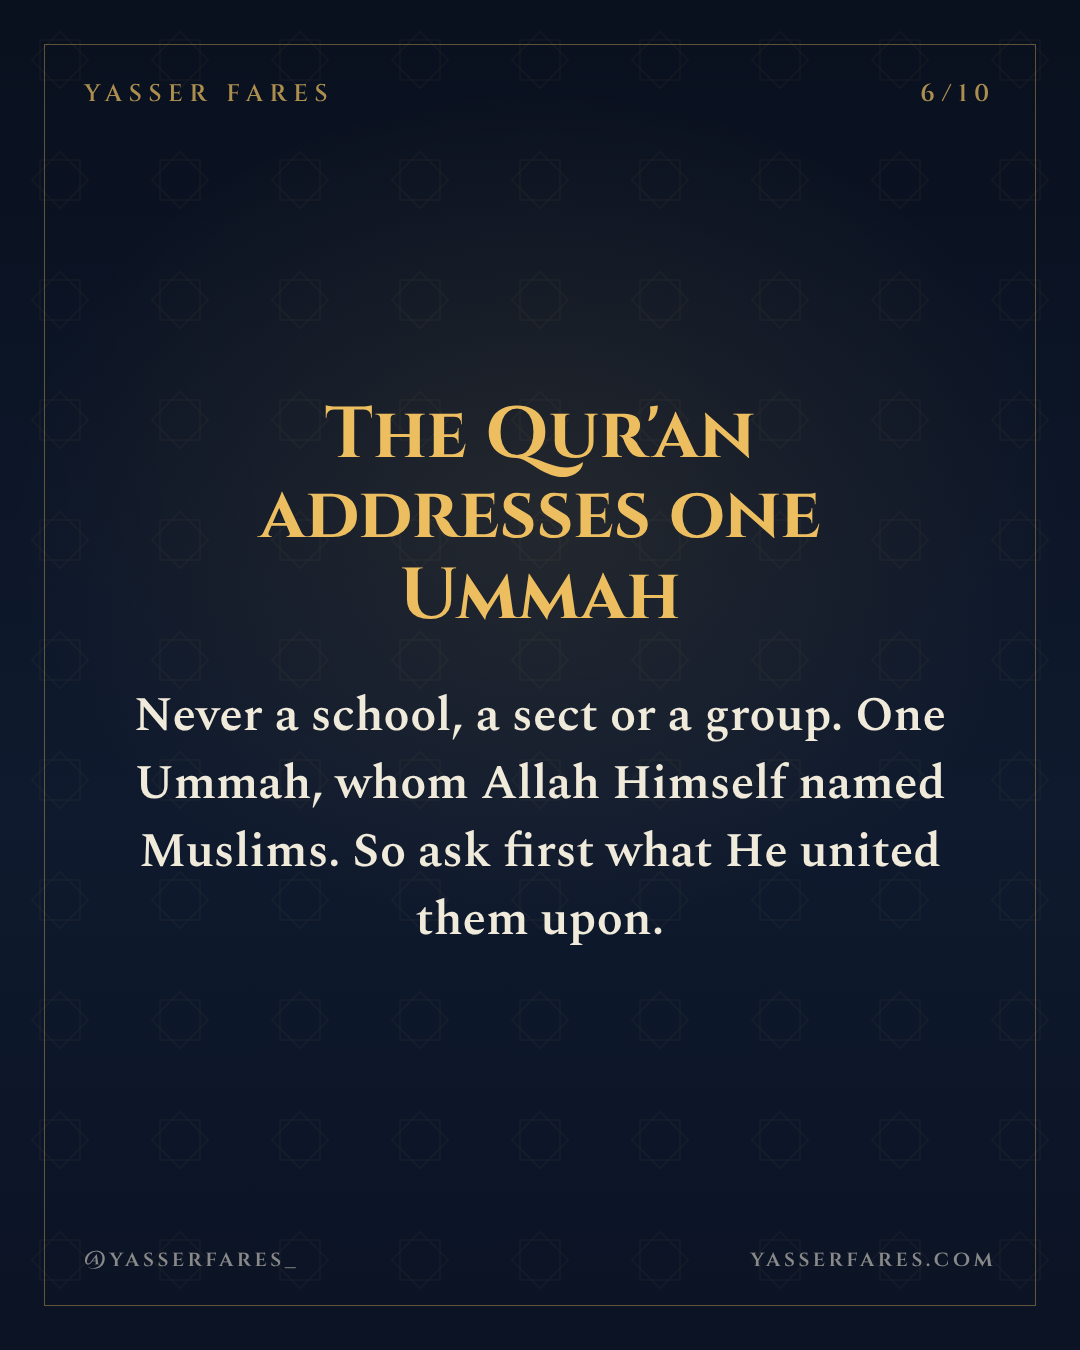 YASSER FARES
6/10
The Qur’an
addresses one
Ummah
Never a school, a sect or a group. One
Ummah, whom Allah Himself named
Muslims. So ask first what He united
them upon.
@YASSERFARES_
YASSERFARES.COM